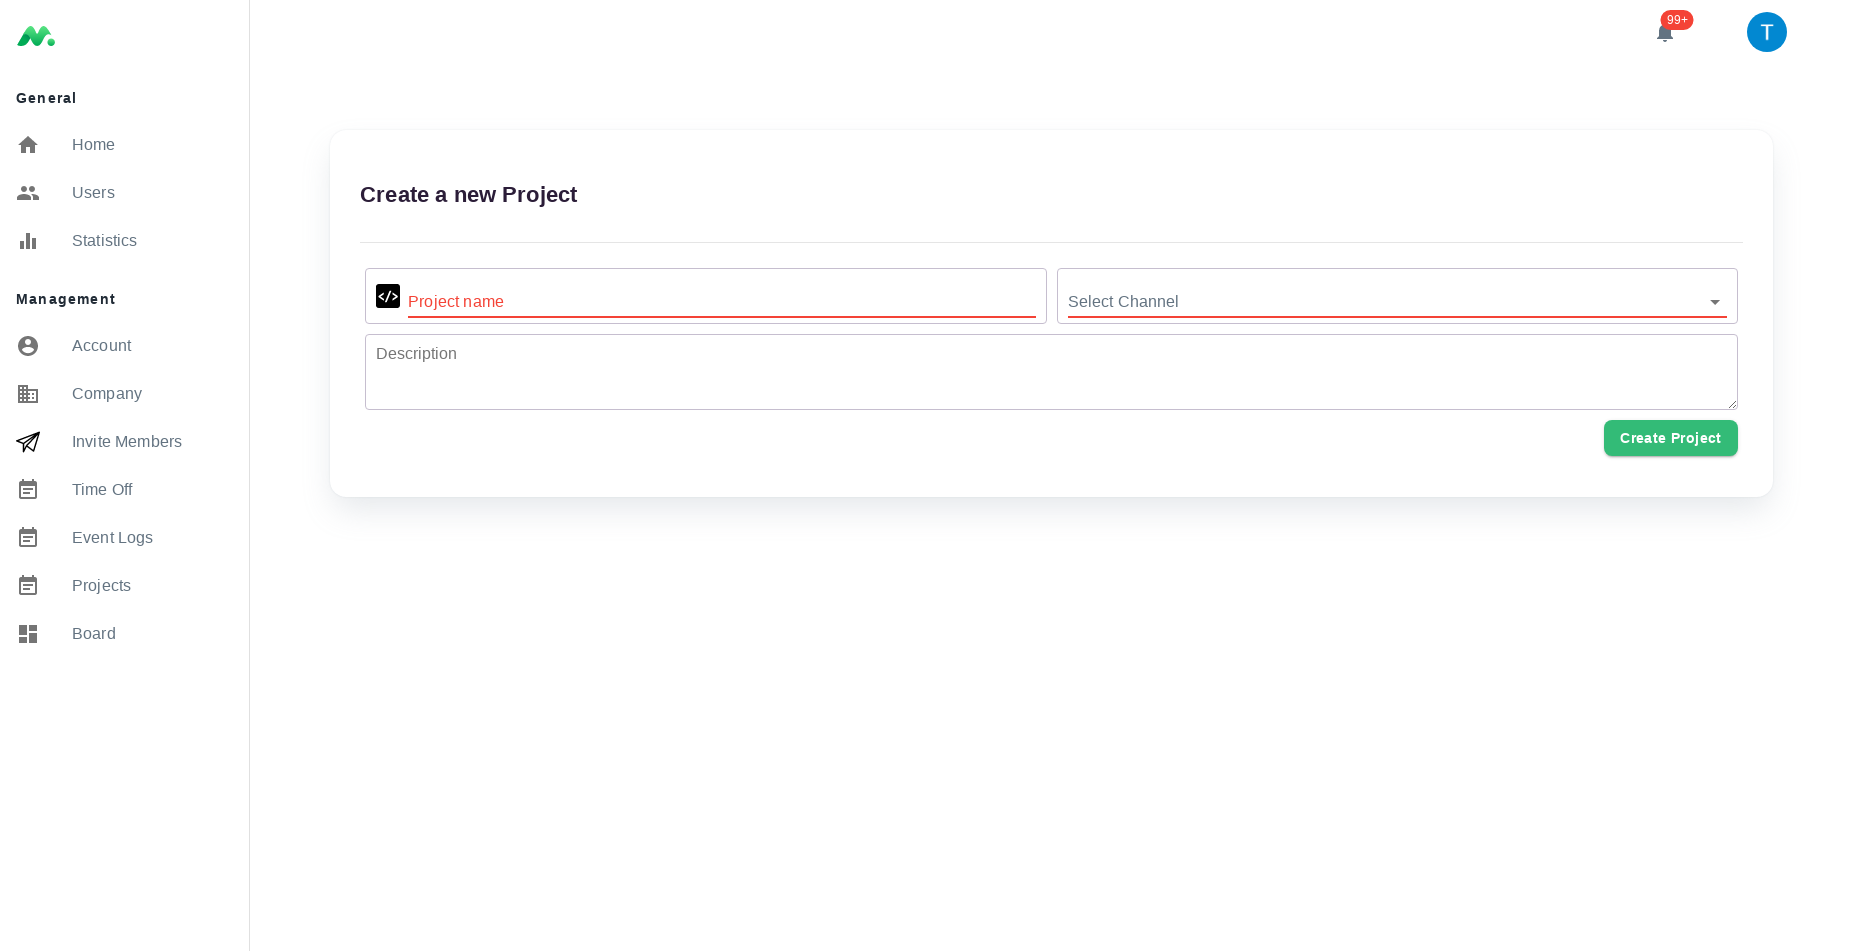 99+
T
General
Home
Users
Statistics
Management
Account
Company
Invite Members
Time Off
Event Logs
Projects
Board
Create a new Project
</> Project name
Select Channel
Description
Create Project